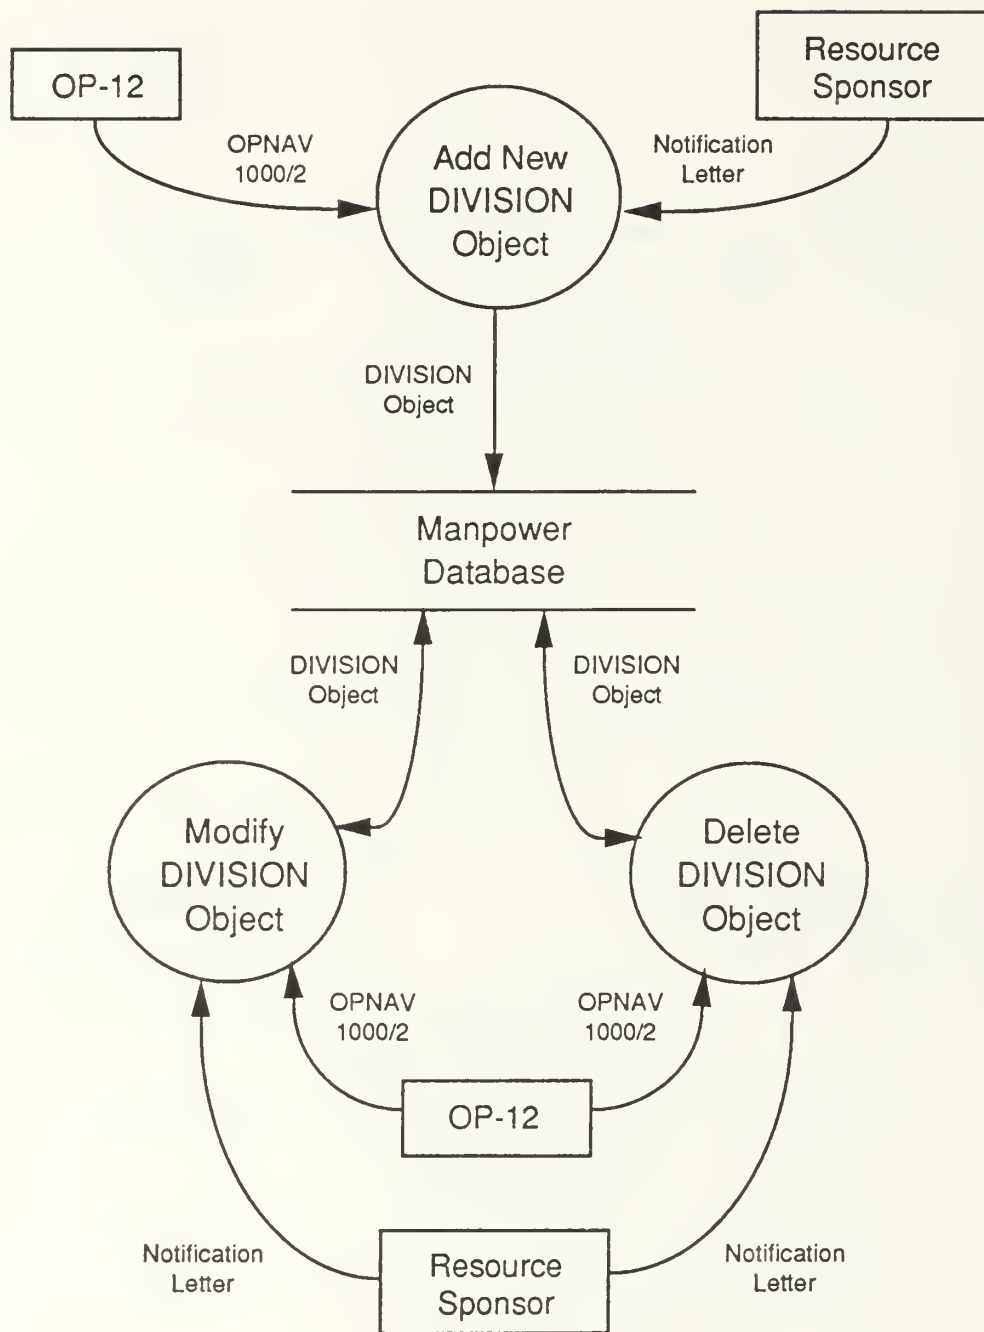 OP-12
Resource
Sponsor
OPNAV
1000/2
Notification
Letter
Add New
DIVISION
Object
DIVISION
Object
Manpower
Database
DIVISION
Object
DIVISION
Object
Modify
DIVISION
Object
Delete
DIVISION
Object
OPNAV
1000/2
OPNAV
1000/2
OP-12
Notification
Letter
Resource
Sponsor
Notification
Letter